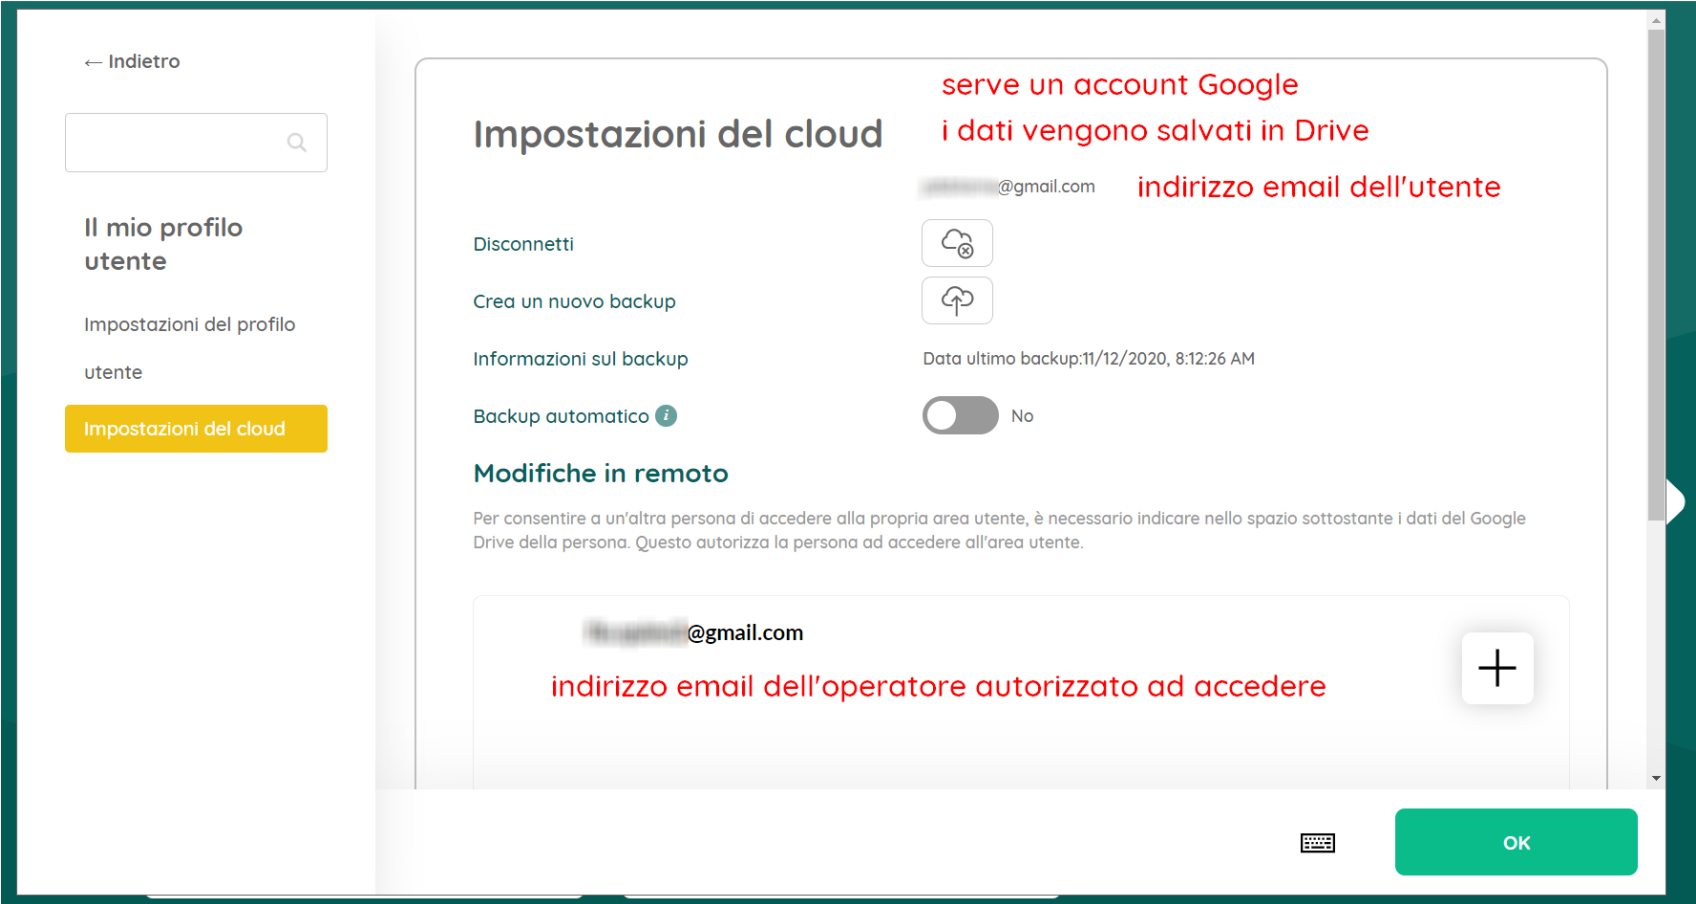 ← Indietro
Il mio profilo
utente
Impostazioni del profilo
utente
Impostazioni del cloud
serve un account Google
Impostazioni del cloud
i dati vengono salvati in Drive
@gmail.com
indirizzo email dell'utente
Disconnetti
Crea un nuovo backup
Informazioni sul backup
Data ultimo backup:11/12/2020, 8:12:26 AM
Backup automatico i
No
Modifiche in remoto
Per consentire a un'altra persona di accedere alla propria area utente, è necessario indicare nello spazio sottostante i dati del Google
Drive della persona. Questo autorizza la persona ad accedere all'area utente.
@gmail.com
indirizzo email dell'operatore autorizzato ad accedere
OK